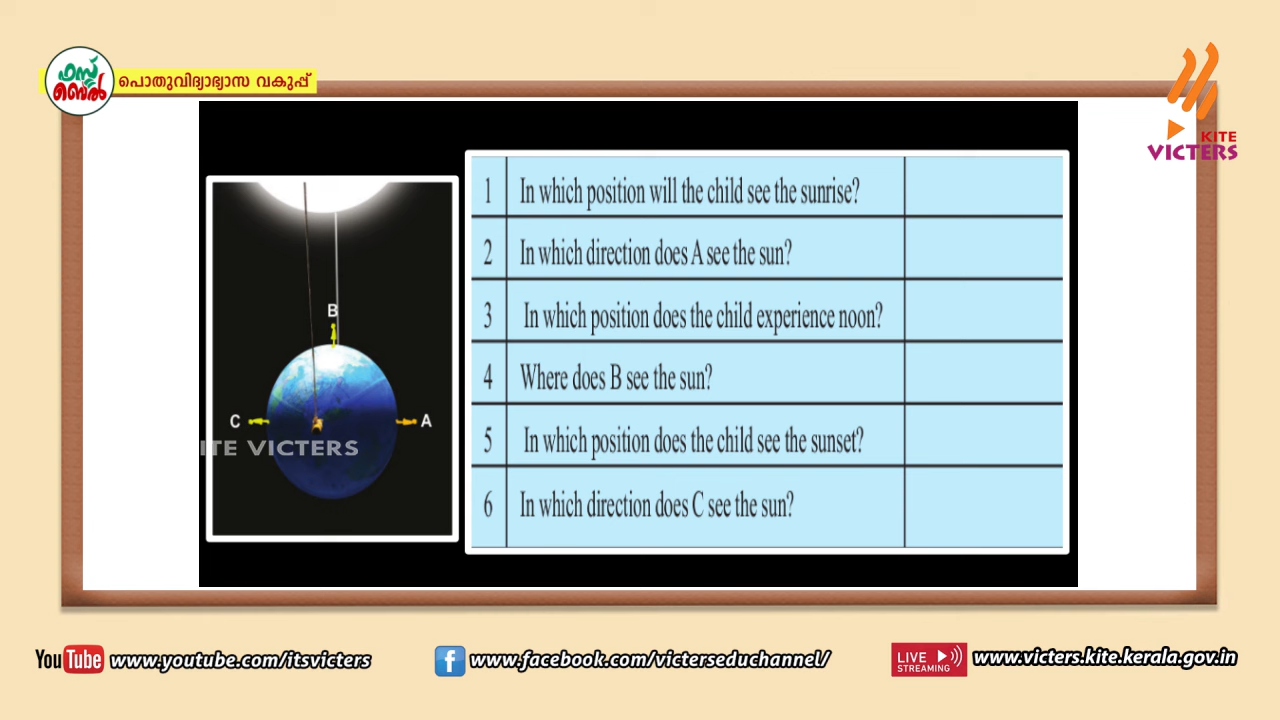 ഫസ്റ്റ്
ബെൽ
പൊതുവിദ്യാഭ്യാസ വകുപ്പ്
KITE
VICTERS
B
C
A
ITE VICTERS
1 In which position will the child see the sunrise?
2 In which direction does A see the sun?
3 In which position does the child experience noon?
4 Where does B see the sun?
5 In which position does the child see the sunset?
6 In which direction does C see the sun?
YouTube www.youtube.com/itsvicters
f www.facebook.com/victerseduchannel/
LIVE
STREAMING
www.victers.kite.kerala.gov.in